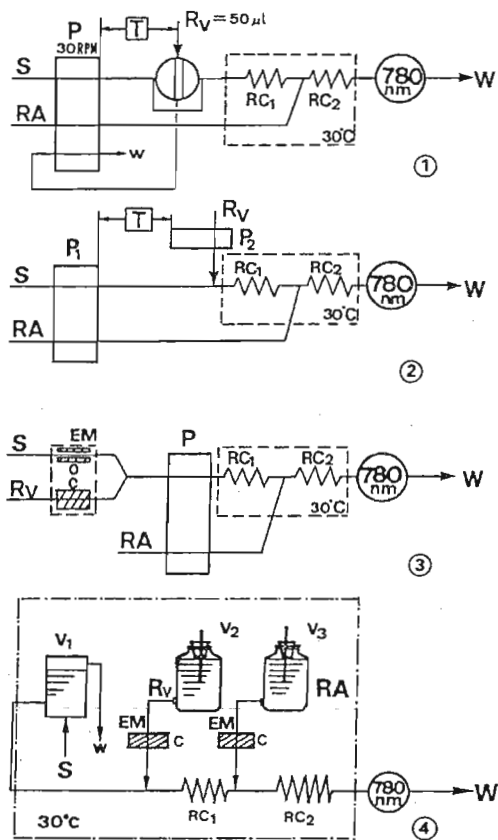 P T Rv = 50 µl
30 RPM
S RC1 RC2 780 nm W
RA 30°C
w
①
T Rv
P1 P2
S RC1 RC2 780 nm W
RA 30°C
②
EM P
S RC1 RC2 780 nm W
O
C
Rv 30°C
RA
③
V1 V2 V3
Rv RA
EM C EM C
w
S
RC1 RC2 780 nm W
30°C ④